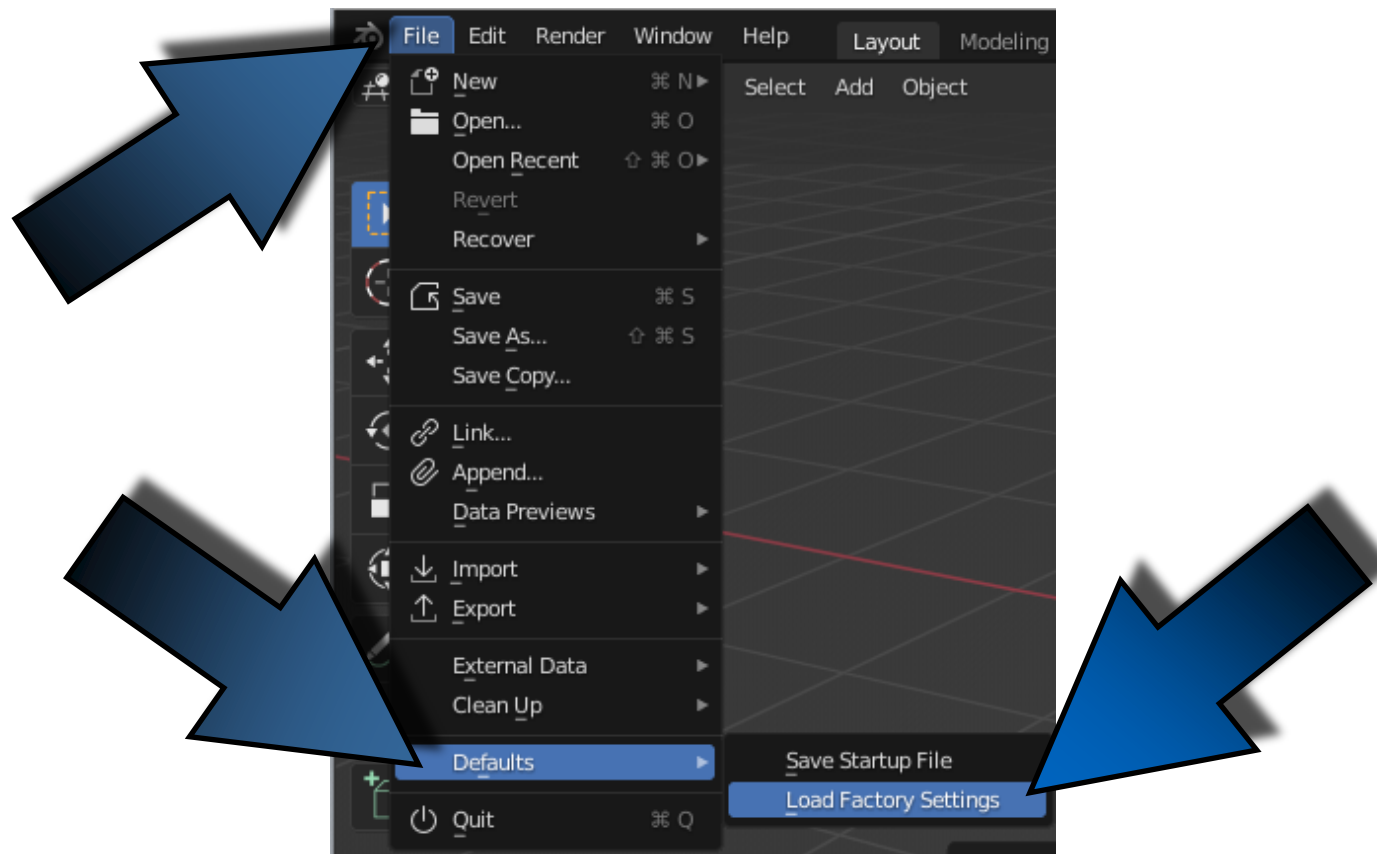 File Edit Render Window Help Layout Modeling
Select Add Object
New ⌘ N
Open... ⌘ O
Open Recent ⇧ ⌘ O
Revert
Recover
Save ⌘ S
Save As... ⇧ ⌘ S
Save Copy...
Link...
Append...
Data Previews
Import
Export
External Data
Clean Up
Defaults
Save Startup File
Load Factory Settings
Quit ⌘ Q